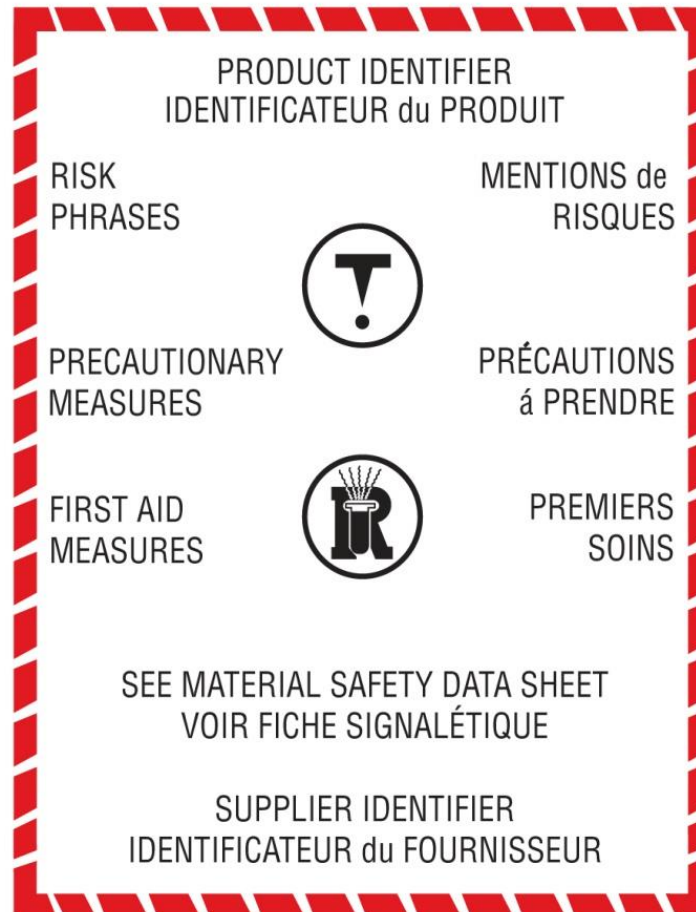 PRODUCT IDENTIFIER
IDENTIFICATEUR du PRODUIT
RISK
PHRASES
MENTIONS de
RISQUES
T
PRECAUTIONARY
MEASURES
PRÉCAUTIONS
á PRENDRE
R
FIRST AID
MEASURES
PREMIERS
SOINS
SEE MATERIAL SAFETY DATA SHEET
VOIR FICHE SIGNALÉTIQUE
SUPPLIER IDENTIFIER
IDENTIFICATEUR du FOURNISSEUR